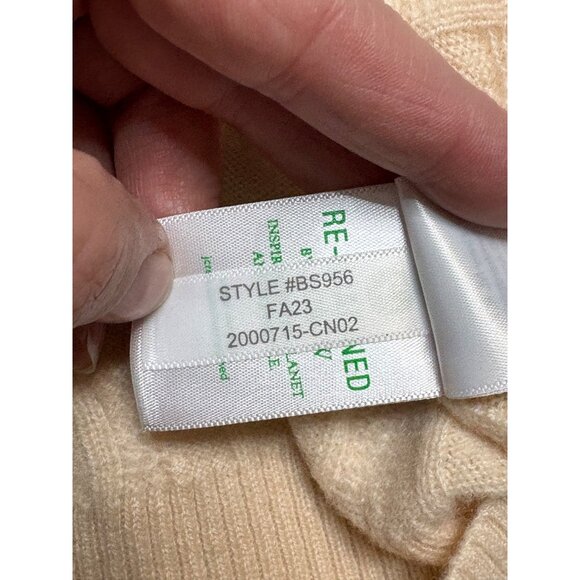 STYLE #BS956
FA23
2000715-CN02
RE-
NED
INSPIR
LANET